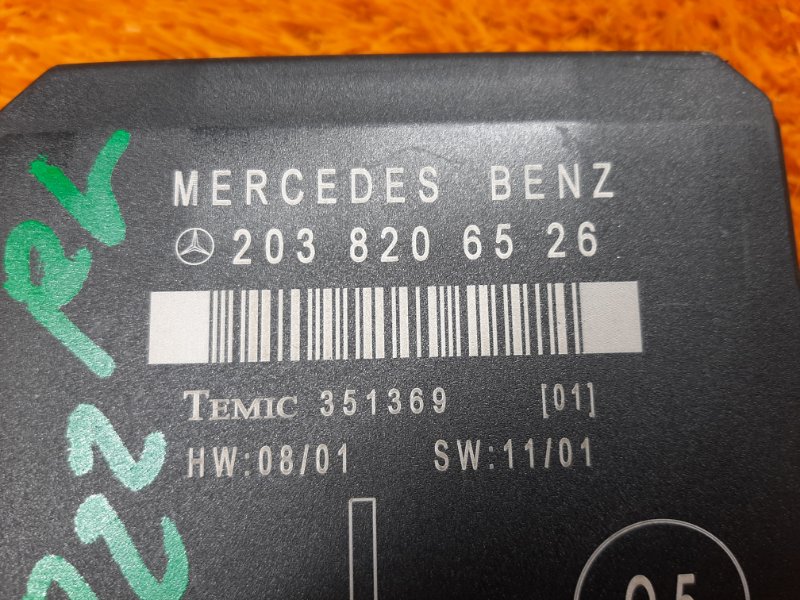 MERCEDES BENZ
203 820 65 26
TEMIC 351369 [01]
HW:08/01 SW:11/01